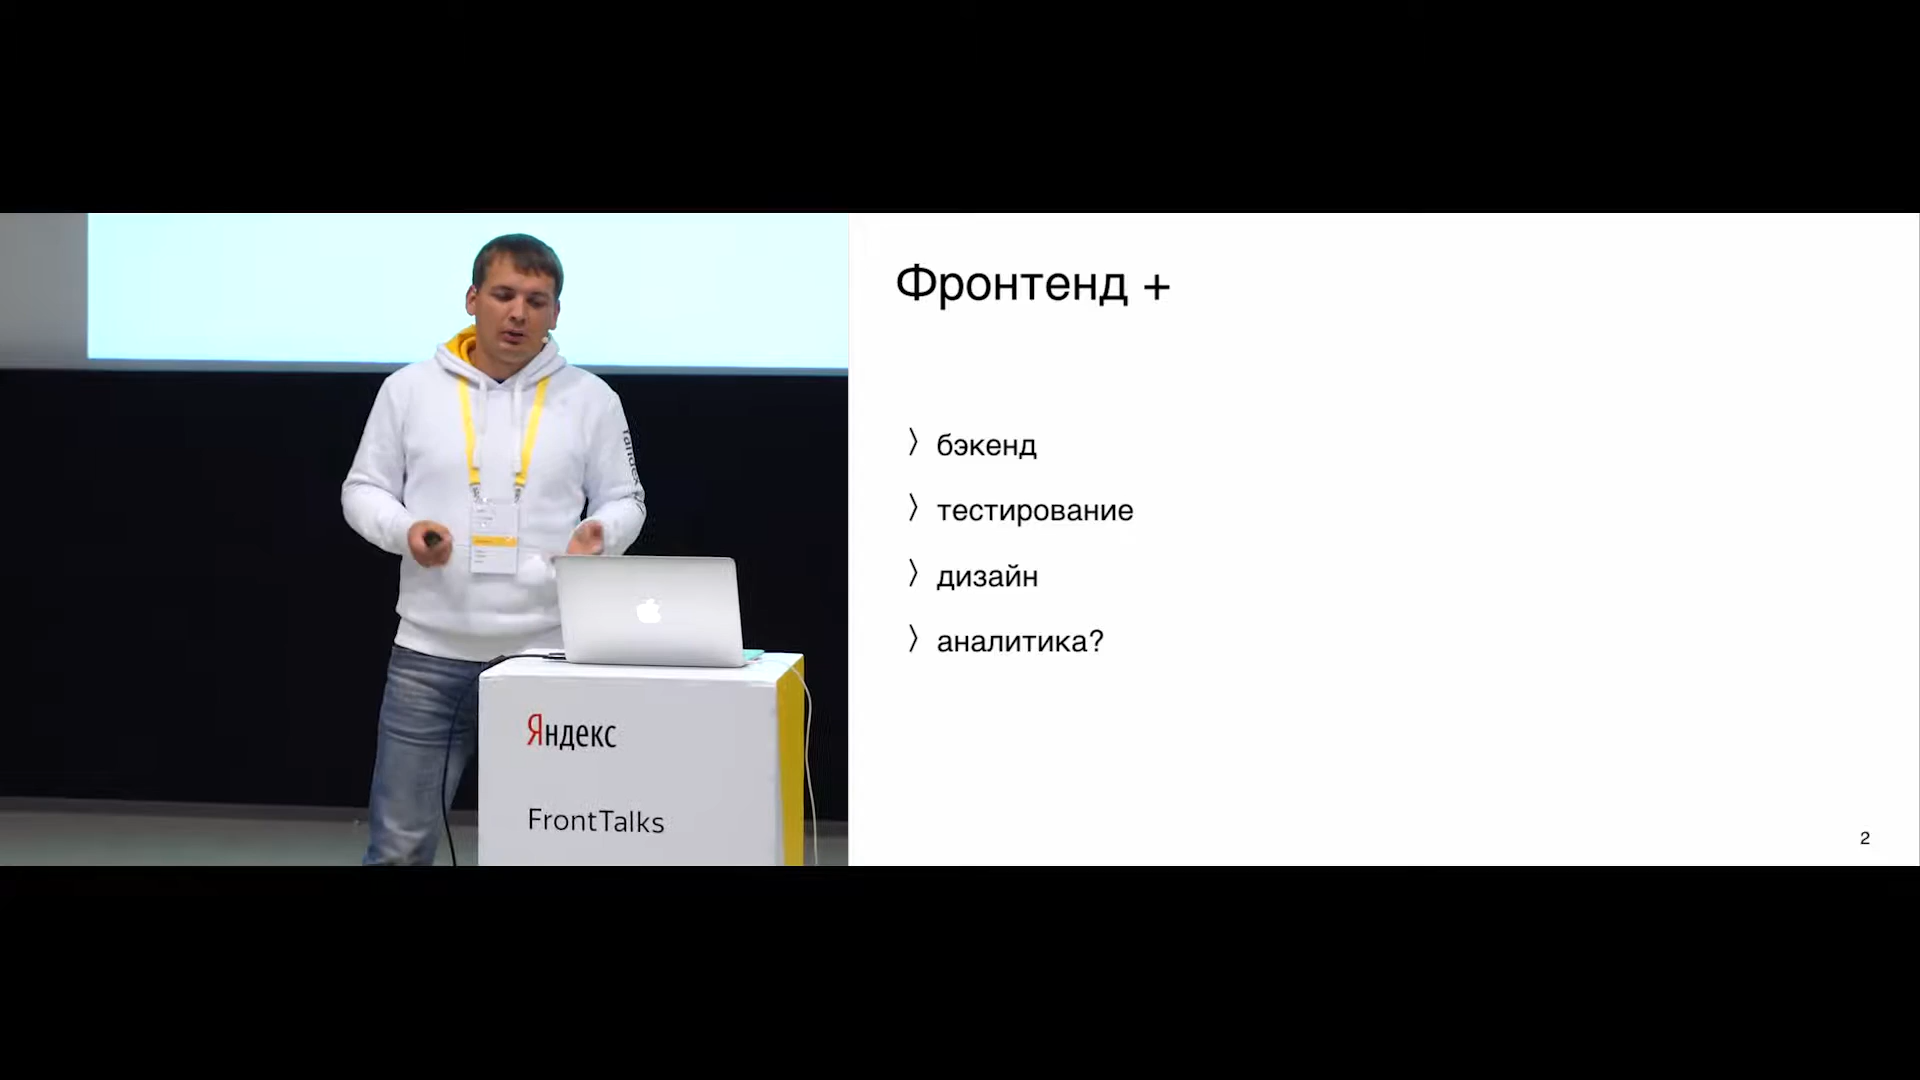 Фронтенд +
〉 бэкенд
〉 тестирование
〉 дизайн
〉 аналитика?
2
Яндекс
FrontTalks